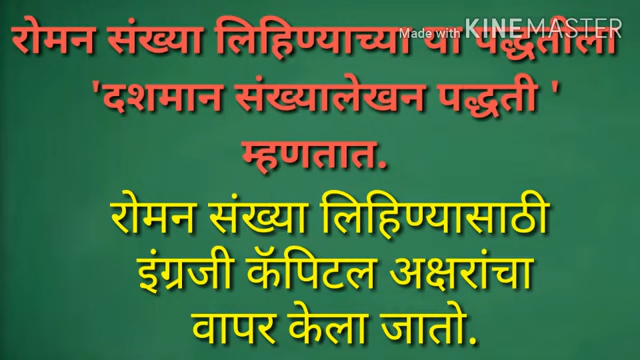 Made with KINEMASTER
रोमन संख्या लिहिण्याच्या या पद्धतीला
'दशमान संख्यालेखन पद्धती '
म्हणतात.
रोमन संख्या लिहिण्यासाठी
इंग्रजी कॅपिटल अक्षरांचा
वापर केला जातो.